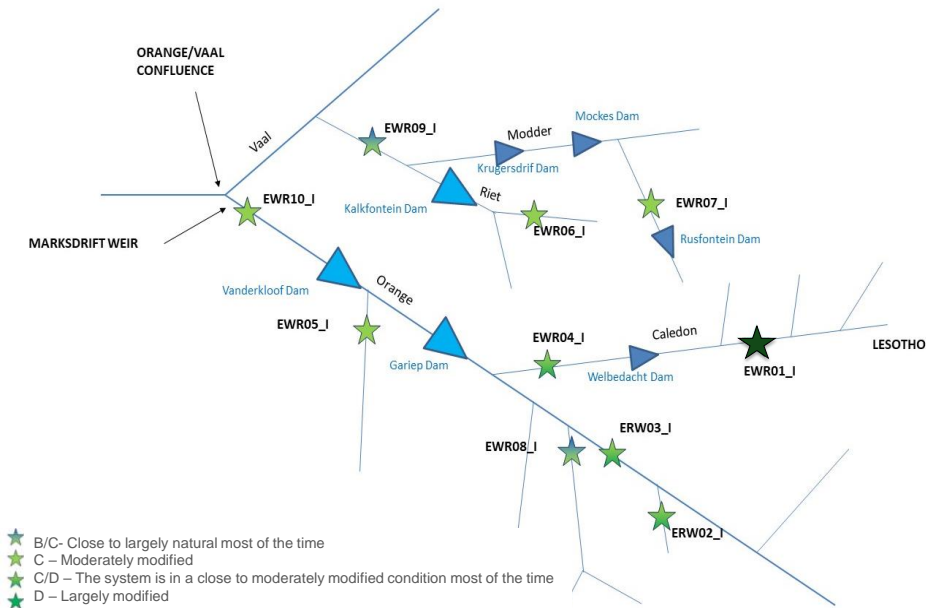 ORANGE/VAAL
CONFLUENCE
Vaal
EWR09_I
Modder
Mockes Dam
Krugersdrif Dam
Riet
Kalkfontein Dam
EWR10_I
EWR06_I
EWR07_I
Rusfontein Dam
MARKSDRIFT WEIR
Vanderkloof Dam
Orange
EWR05_I
Gariep Dam
EWR04_I
Caledon
LESOTHO
Welbedacht Dam
EWR01_I
ERW03_I
EWR08_I
ERW02_I
B/C- Close to largely natural most of the time
C – Moderately modified
C/D – The system is in a close to moderately modified condition most of the time
D – Largely modified